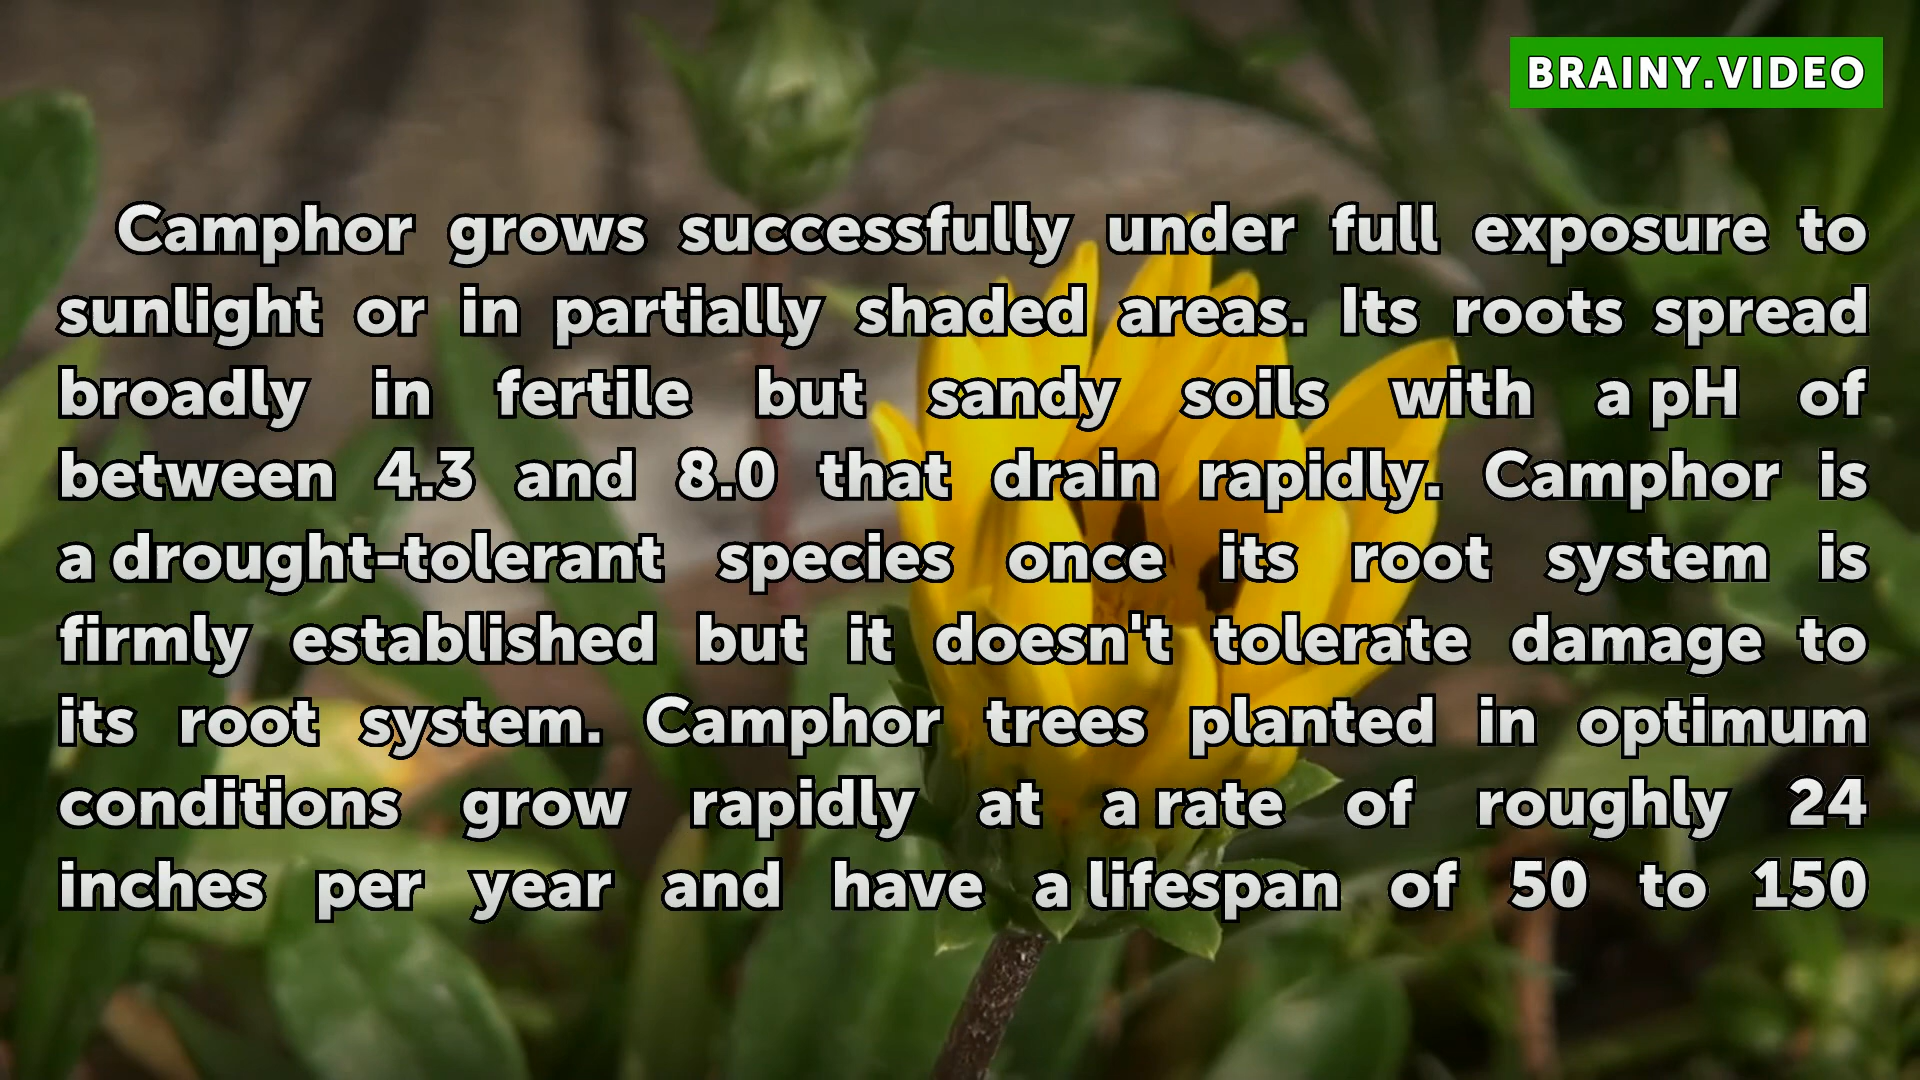 BRAINY.VIDEO
Camphor grows successfully under full exposure to
sunlight or in partially shaded areas. Its roots spread
broadly in fertile but sandy soils with a pH of
between 4.3 and 8.0 that drain rapidly. Camphor is
a drought-tolerant species once its root system is
firmly established but it doesn't tolerate damage to
its root system. Camphor trees planted in optimum
conditions grow rapidly at a rate of roughly 24
inches per year and have a lifespan of 50 to 150